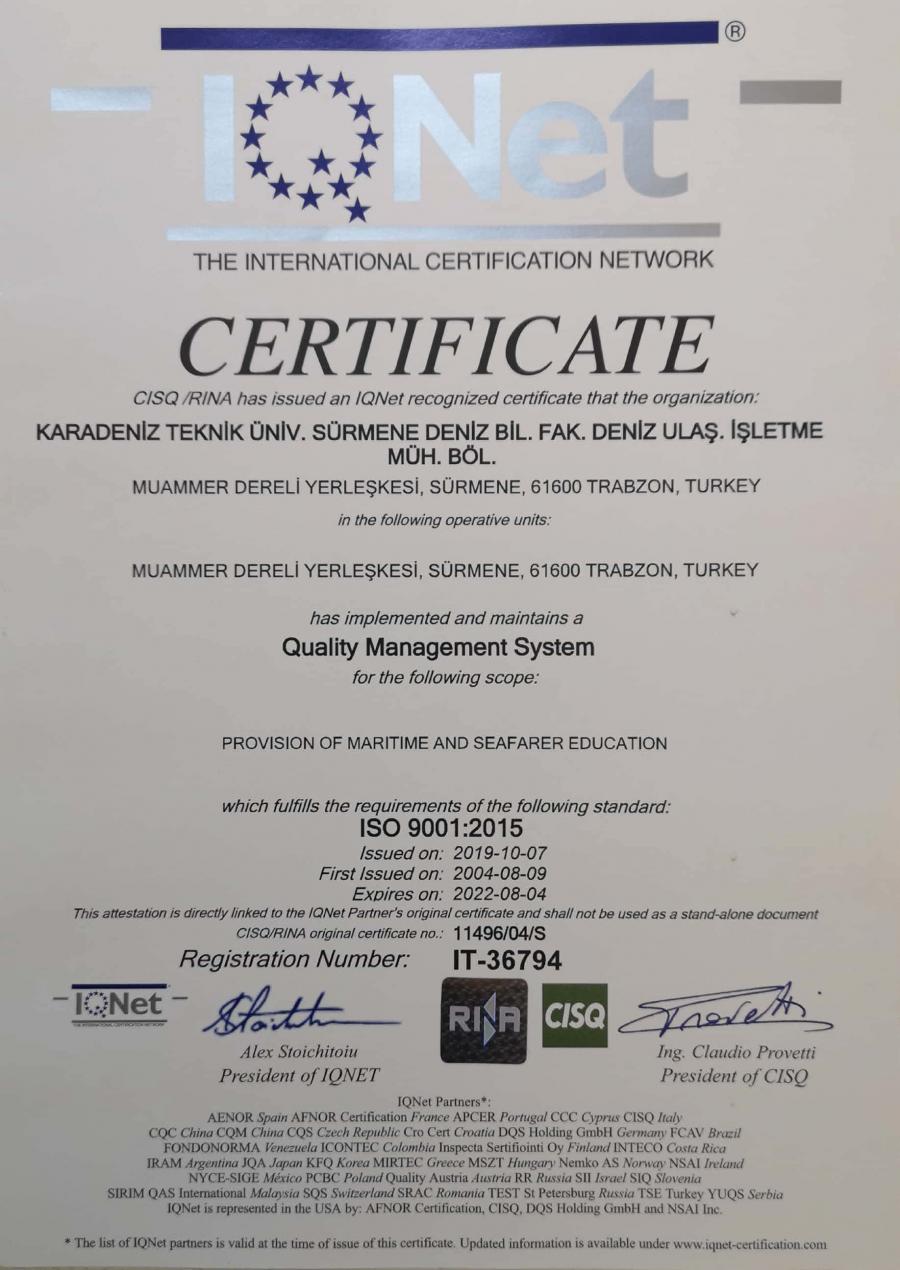 ®
IQNet
THE INTERNATIONAL CERTIFICATION NETWORK
CERTIFICATE
CISQ /RINA has issued an IQNet recognized certificate that the organization:
KARADENİZ TEKNİK ÜNİV. SÜRMENE DENİZ BİL. FAK. DENİZ ULAŞ. İŞLETME
MÜH. BÖL.
MUAMMER DERELİ YERLEŞKESİ, SÜRMENE, 61600 TRABZON, TURKEY
in the following operative units:
MUAMMER DERELİ YERLEŞKESİ, SÜRMENE, 61600 TRABZON, TURKEY
has implemented and maintains a
Quality Management System
for the following scope:
PROVISION OF MARITIME AND SEAFARER EDUCATION
which fulfills the requirements of the following standard:
ISO 9001:2015
Issued on: 2019-10-07
First Issued on: 2004-08-09
Expires on: 2022-08-04
This attestation is directly linked to the IQNet Partner's original certificate and shall not be used as a stand-alone document
CISQ/RINA original certificate no.: 11496/04/S
Registration Number: IT-36794
IQNet
THE INTERNATIONAL CERTIFICATION NETWORK
RINA
CISQ
Alex Stoichitoiu
President of IQNET
Ing. Claudio Provetti
President of CISQ
IQNet Partners*:
AENOR Spain AFNOR Certification France APCER Portugal CCC Cyprus CISQ Italy
CQC China CQM China CQS Czech Republic Cro Cert Croatia DQS Holding GmbH Germany FCAV Brazil
FONDONORMA Venezuela ICONTEC Colombia Inspecta Sertifiointi Oy Finland INTECO Costa Rica
IRAM Argentina JQA Japan KFQ Korea MIRTEC Greece MSZT Hungary Nemko AS Norway NSAI Ireland
NYCE-SIGE México PCBC Poland Quality Austria Austria RR Russia SII Israel SIQ Slovenia
SIRIM QAS International Malaysia SQS Switzerland SRAC Romania TEST St Petersburg Russia TSE Turkey YUQS Serbia
IQNet is represented in the USA by: AFNOR Certification, CISQ, DQS Holding GmbH and NSAI Inc.
* The list of IQNet partners is valid at the time of issue of this certificate. Updated information is available under www.iqnet-certification.com